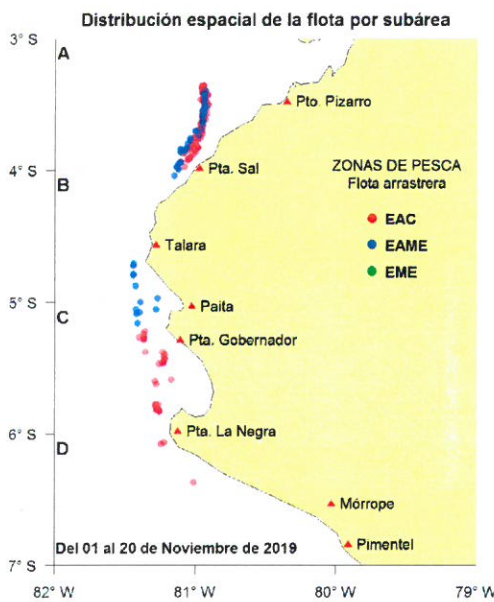 Distribución espacial de la flota por subárea
3° S
A
Pto. Pizarro
4° S
Pta. Sal
ZONAS DE PESCA
Flota arrastrera
B
EAC
EAME
EME
Talara
5° S
C
Paita
Pta. Gobernador
6° S
Pta. La Negra
D
Mórrope
Pimentel
Del 01 al 20 de Noviembre de 2019
7° S
82° W
81° W
80° W
79° W